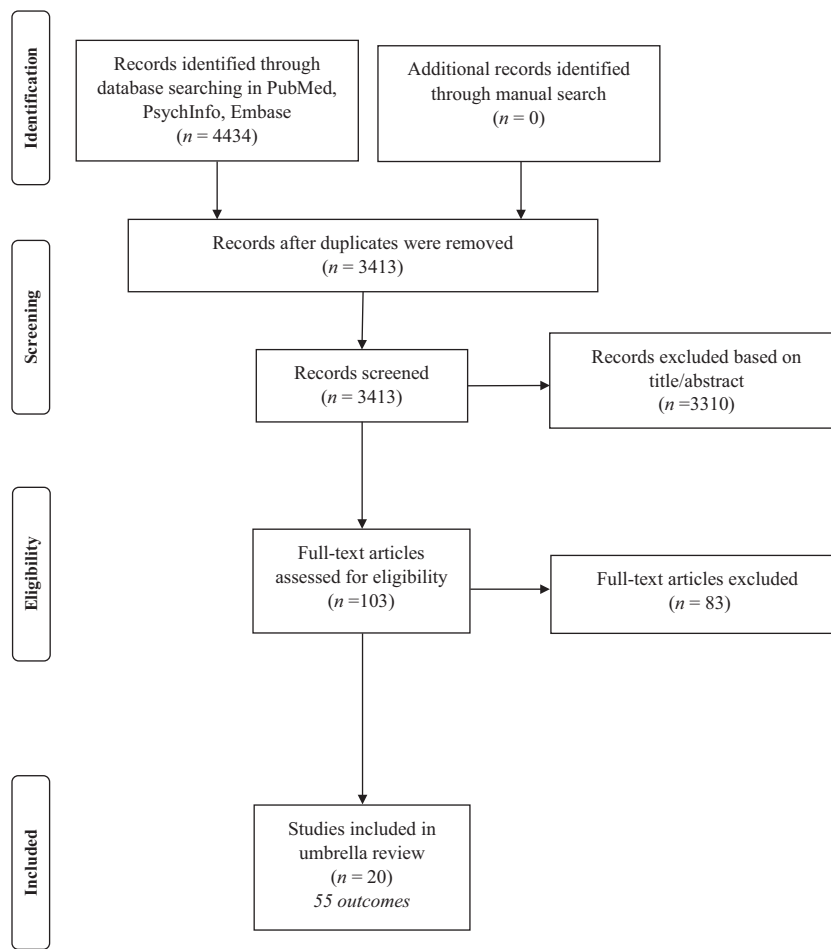 Identification
Records identified through
database searching in PubMed,
PsychInfo, Embase
(n = 4434)
Additional records identified
through manual search
(n = 0)
Screening
Records after duplicates were removed
(n = 3413)
Records screened
(n = 3413)
Records excluded based on
title/abstract
(n =3310)
Eligibility
Full-text articles
assessed for eligibility
(n =103)
Full-text articles excluded
(n = 83)
Included
Studies included in
umbrella review
(n = 20)
55 outcomes